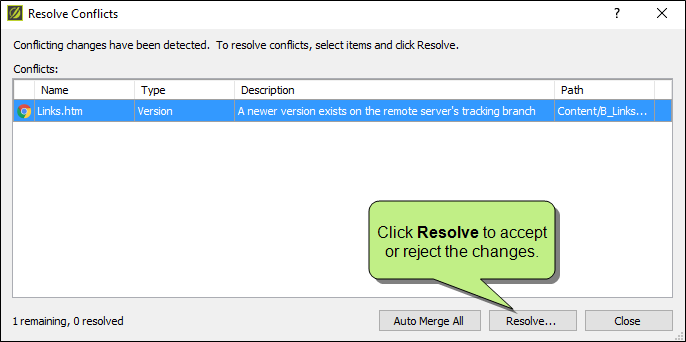 Resolve Conflicts
?
Conflicting changes have been detected. To resolve conflicts, select items and click Resolve.
Conflicts:
Name Type Description Path
Links.htm Version A newer version exists on the remote server's tracking branch Content/B_Links...
Click Resolve to accept
or reject the changes.
1 remaining, 0 resolved Auto Merge All Resolve... Close